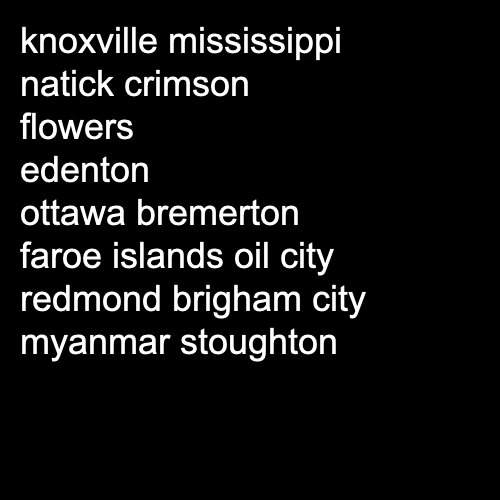 knoxville mississippi
natick crimson
flowers
edenton
ottawa bremerton
faroe islands oil city
redmond brigham city
myanmar stoughton